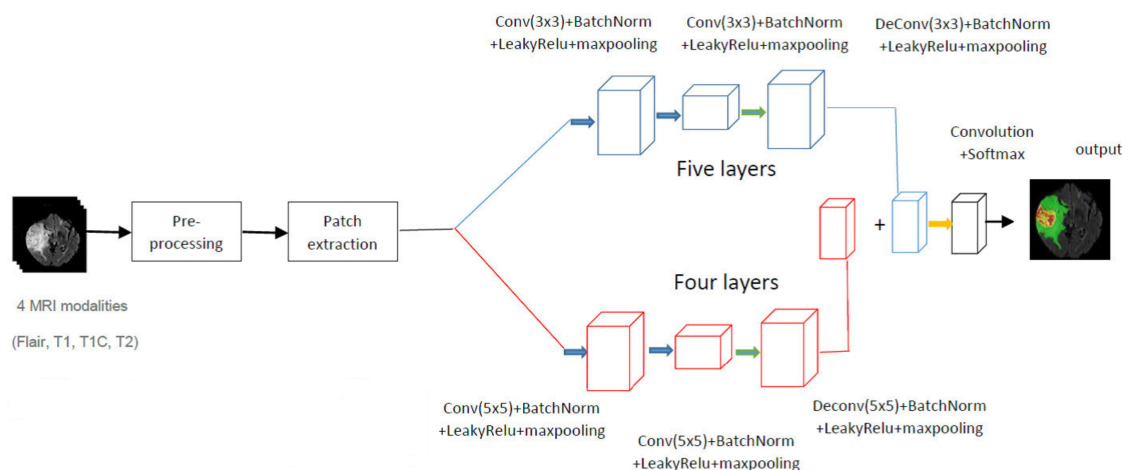 Conv(3x3)+BatchNorm
+LeakyRelu+maxpooling
Conv(3x3)+BatchNorm
+LeakyRelu+maxpooling
DeConv(3x3)+BatchNorm
+LeakyRelu+maxpooling
Five layers
Convolution
+Softmax
output
Pre-
processing
Patch
extraction
+
4 MRI modalities
(Flair, T1, T1C, T2)
Four layers
Conv(5x5)+BatchNorm
+LeakyRelu+maxpooling
Conv(5x5)+BatchNorm
+LeakyRelu+maxpooling
Deconv(5x5)+BatchNorm
+LeakyRelu+maxpooling